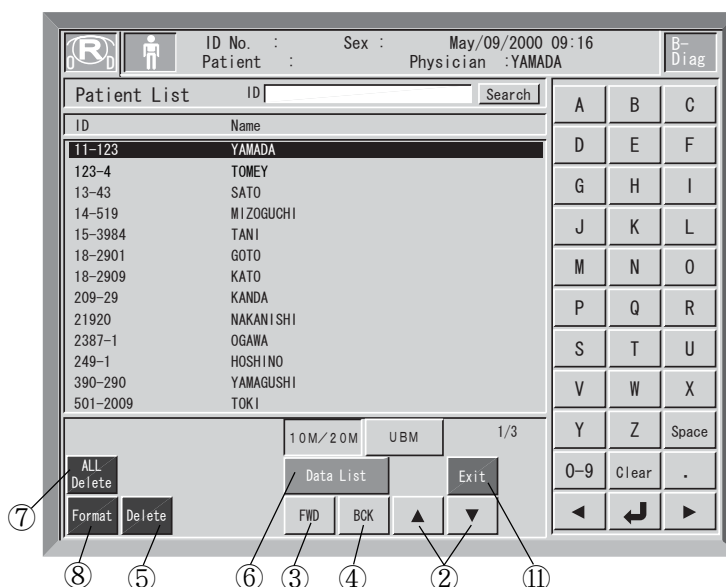 R
O D
ID No. : Sex : May/09/2000 09:16
Patient : Physician :YAMADA
B-
Diag
Patient List ID Search
ID Name
11-123 YAMADA
123-4 TOMEY
13-43 SATO
14-519 MIZOGUCHI
15-3984 TANI
18-2901 GOTO
18-2909 KATO
209-29 KANDA
21920 NAKANISHI
2387-1 OGAWA
249-1 HOSHINO
390-290 YAMAGUSHI
501-2009 TOKI
A B C
D E F
G H I
J K L
M N O
P Q R
S T U
V W X
Y Z Space
0-9 Clear .
◀ ↵ ▶
10M/20M UBM 1/3
ALL
Delete
Data List Exit
Format Delete FWD BCK ▲ ▼
⑦
⑧ ⑤ ⑥ ③ ④ ② ⑪